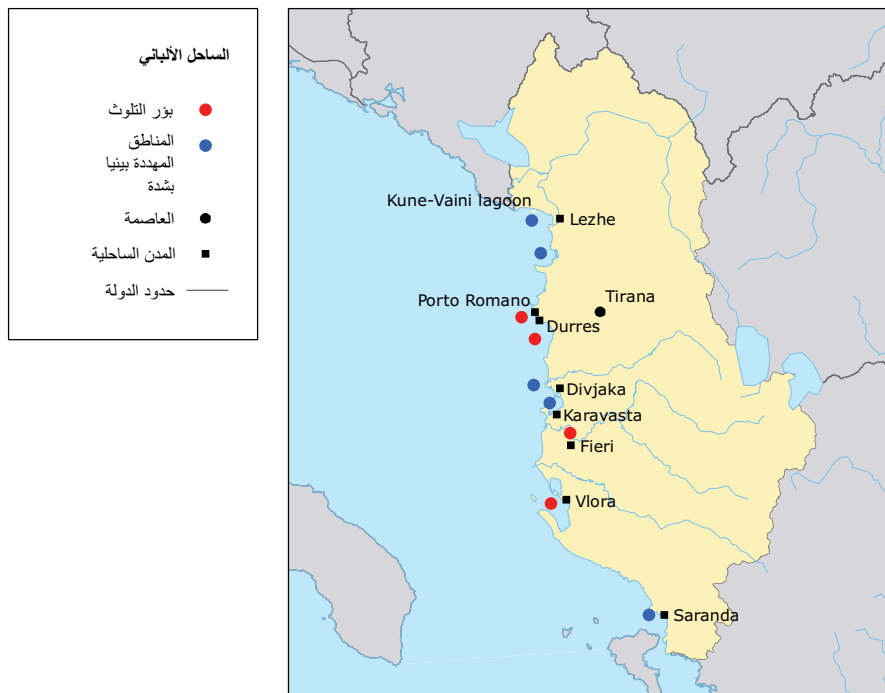 الساحل الألباني
بؤر التلوث
المناطق
المهددة بيئيا
بشدة
العاصمة
المدن الساحلية
حدود الدولة
Kune-Vaini lagoon
Lezhe
Porto Romano
Tirana
Durres
Divjaka
Karavasta
Fieri
Vlora
Saranda